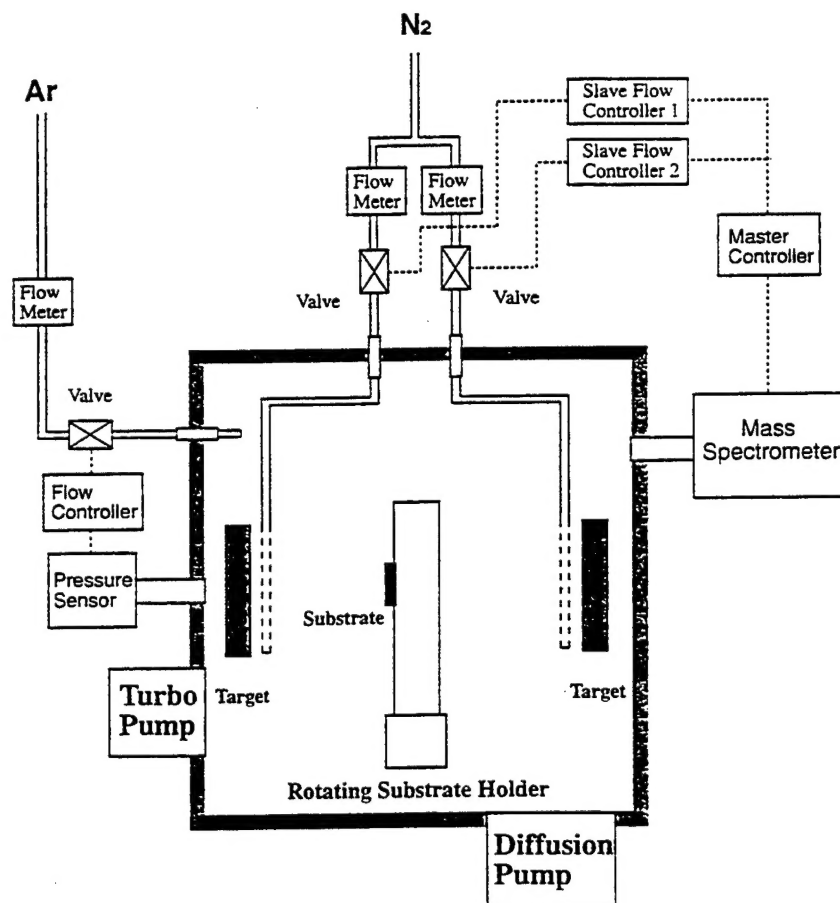 N2
Ar
Slave Flow
Controller 1
Slave Flow
Controller 2
Flow
Meter
Flow
Meter
Master
Controller
Flow
Meter
Valve
Valve
Valve
Mass
Spectrometer
Flow
Controller
Pressure
Sensor
Substrate
Target
Target
Turbo
Pump
Rotating Substrate Holder
Diffusion
Pump